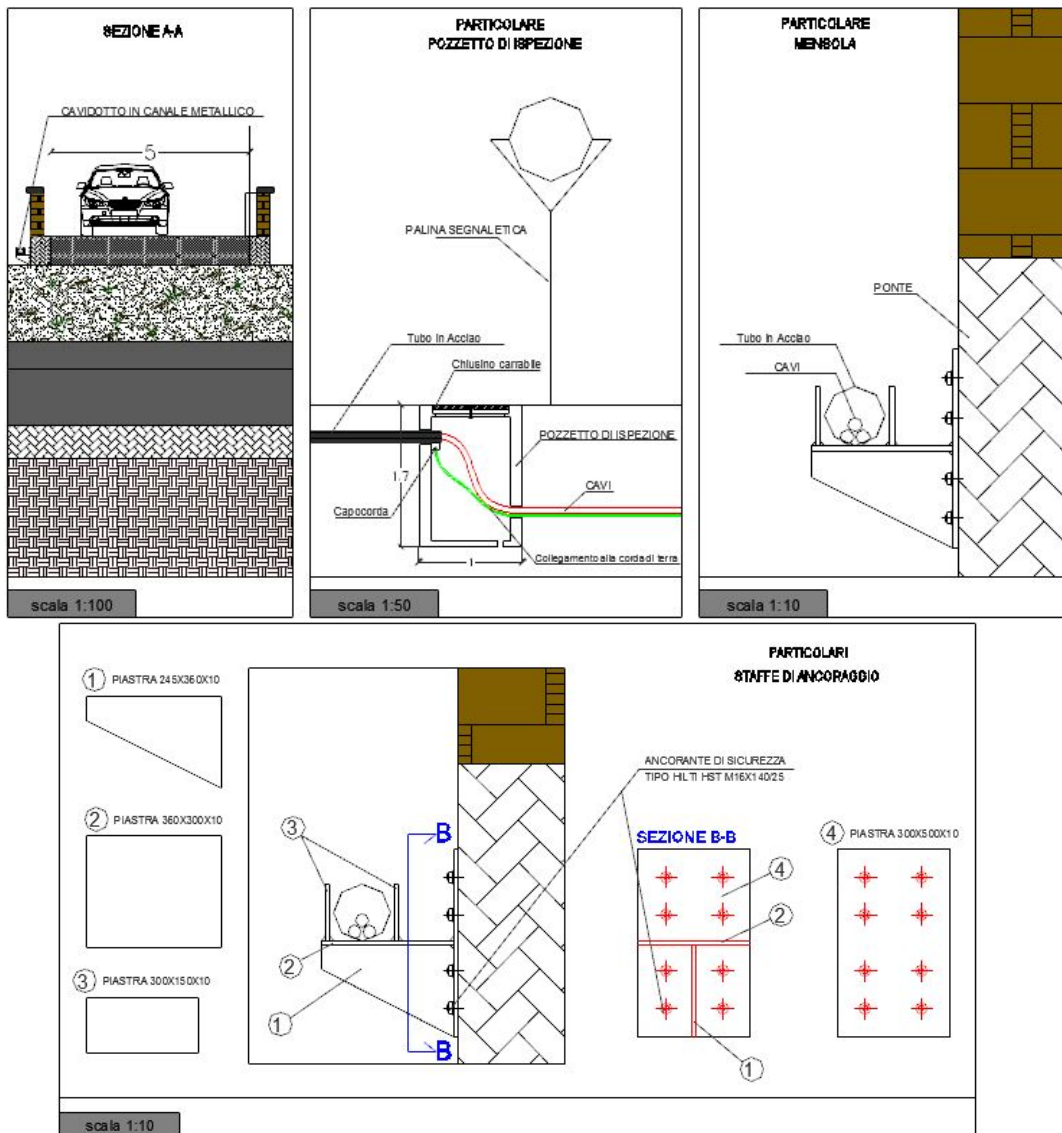 SEZIONE A-A
CAVIDOTTO IN CANALE METALLICO
5
scala 1:100
PARTICOLARE
POZZETTO DI ISPEZIONE
PALINA SEGNALETICA
Tubo in Acciao
Chiusino carrabile
POZZETTO DI ISPEZIONE
1.7
CAVI
Capocorda
1
Collegamento alla corda di terra
scala 1:50
PARTICOLARE
MENSOLA
PONTE
Tubo in Acciao
CAVI
scala 1:10
PARTICOLARI
STAFFE DI ANCORAGGIO
1 PIASTRA 245X360X10
2 PIASTRA 360X300X10
3 PIASTRA 300X150X10
3
B
2
1
B
ANCORANTE DI SICUREZZA
TIPO HILTI HST M16X140/25
SEZIONE B-B
4
2
1
4 PIASTRA 300X500X10
scala 1:10